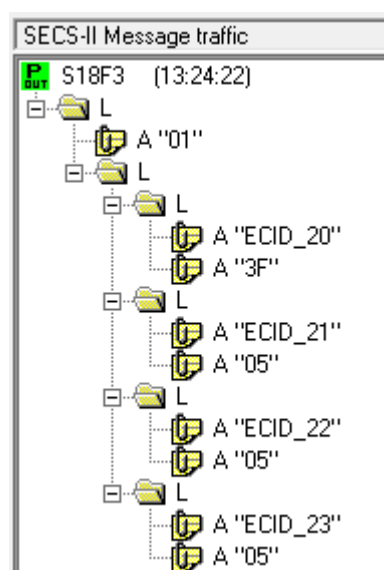 SECS-II Message traffic
P OUT S18F3 (13:24:22)
L
A "01"
L
L
A "ECID_20"
A "3F"
L
A "ECID_21"
A "05"
L
A "ECID_22"
A "05"
L
A "ECID_23"
A "05"